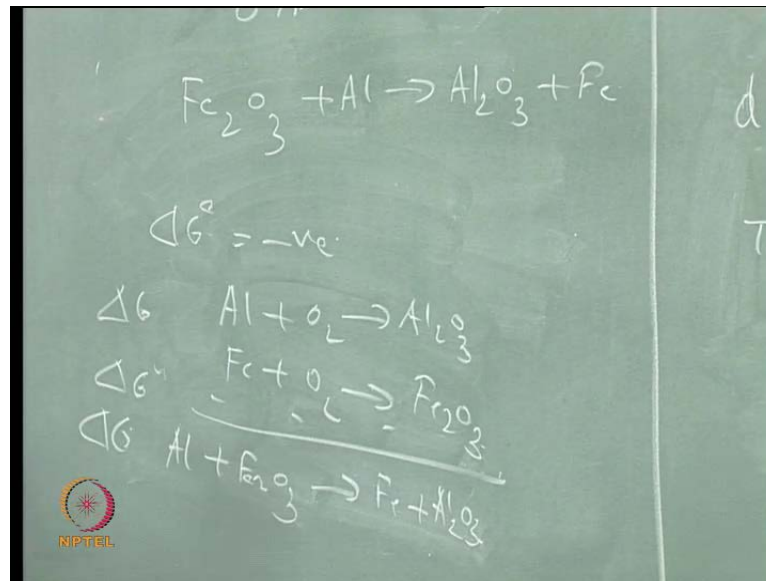 Fe₂O₃ + Al → Al₂O₃ + Fe
d
ΔG° = -ve
T
ΔG Al + O₂ → Al₂O₃
ΔG" Fe + O₂ → Fe₂O₃
ΔG Al + Fe₂O₃ → Fe + Al₂O₃
NPTEL